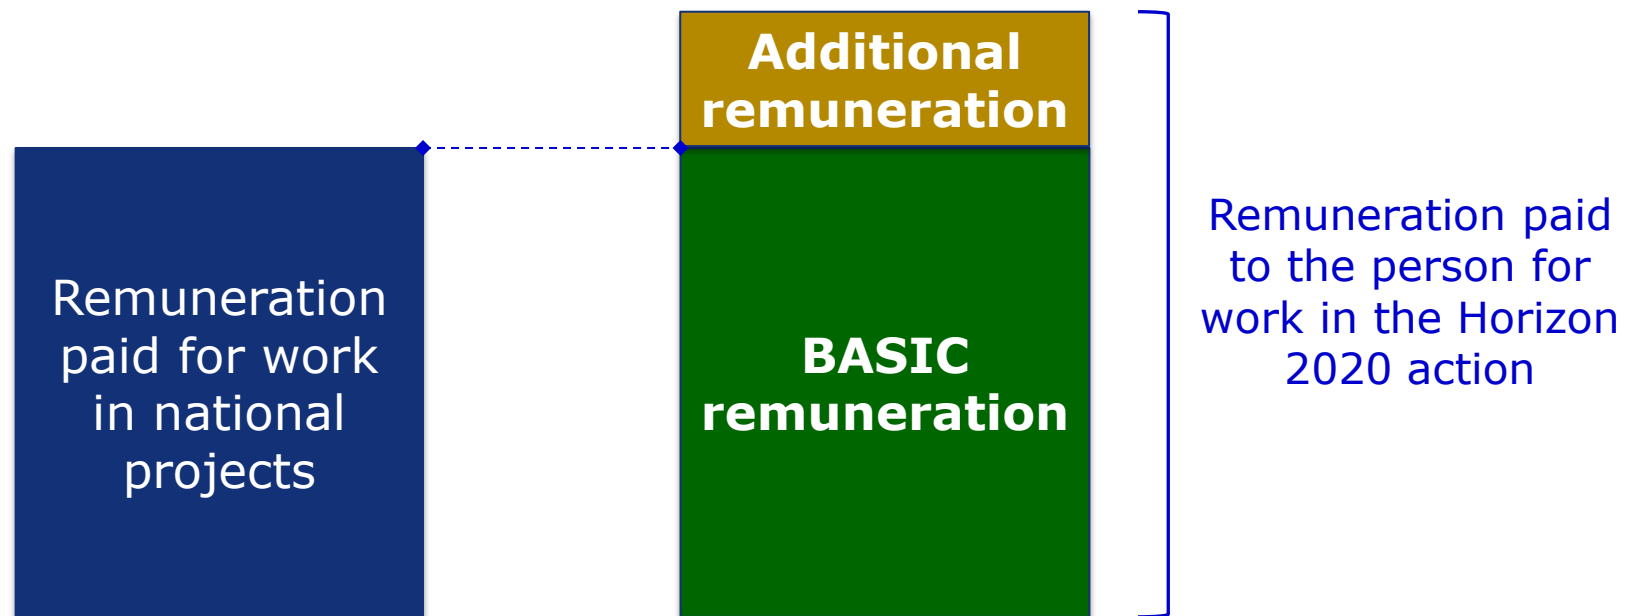 Additional
remuneration
Remuneration
paid for work
in national
projects
BASIC
remuneration
Remuneration paid
to the person for
work in the Horizon
2020 action